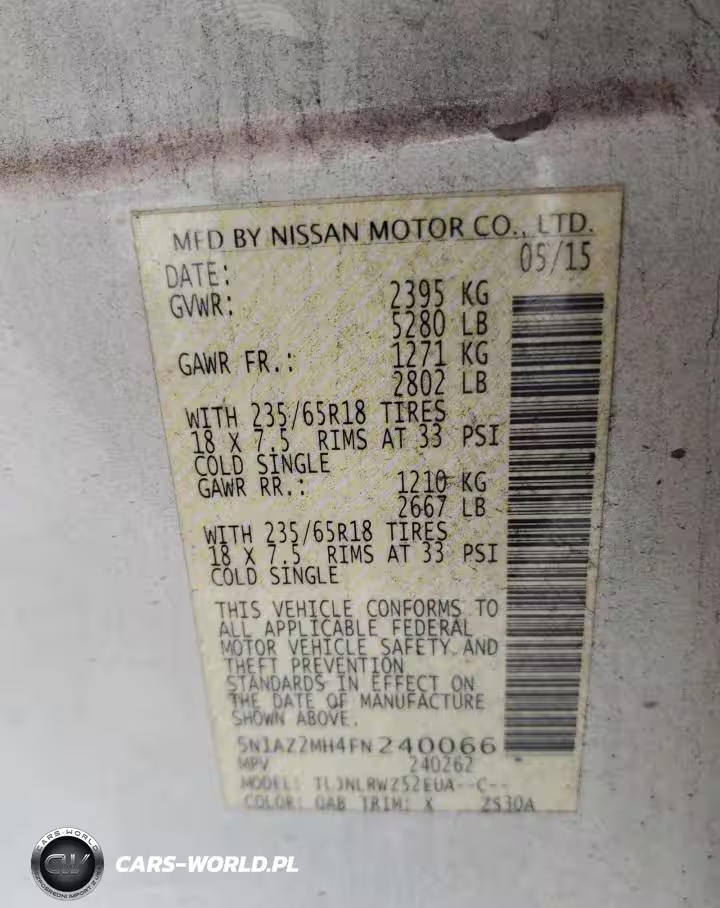 MFD BY NISSAN MOTOR CO., LTD.
DATE: 05/15
GVWR: 2395 KG
5280 LB
GAWR FR.: 1271 KG
2802 LB
WITH 235/65R18 TIRES
18 X 7.5 RIMS AT 33 PSI
COLD SINGLE
GAWR RR.: 1210 KG
2667 LB
WITH 235/65R18 TIRES
18 X 7.5 RIMS AT 33 PSI
COLD SINGLE
THIS VEHICLE CONFORMS TO
ALL APPLICABLE FEDERAL
MOTOR VEHICLE SAFETY AND
THEFT PREVENTION
STANDARDS IN EFFECT ON
THE DATE OF MANUFACTURE
SHOWN ABOVE.
5N1AZ2MH4FN240066
MPV 240262
MODEL:
COLOR: QAB TRIM: X
CARS-WORLD
CW
CARS-WORLD.PL